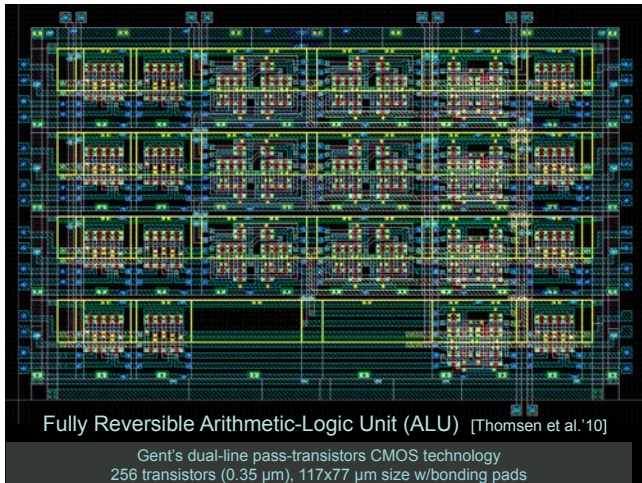 Fully Reversible Arithmetic-Logic Unit (ALU) [Thomsen et al.'10]
Gent's dual-line pass-transistors CMOS technology
256 transistors (0.35 μm), 117x77 μm size w/bonding pads